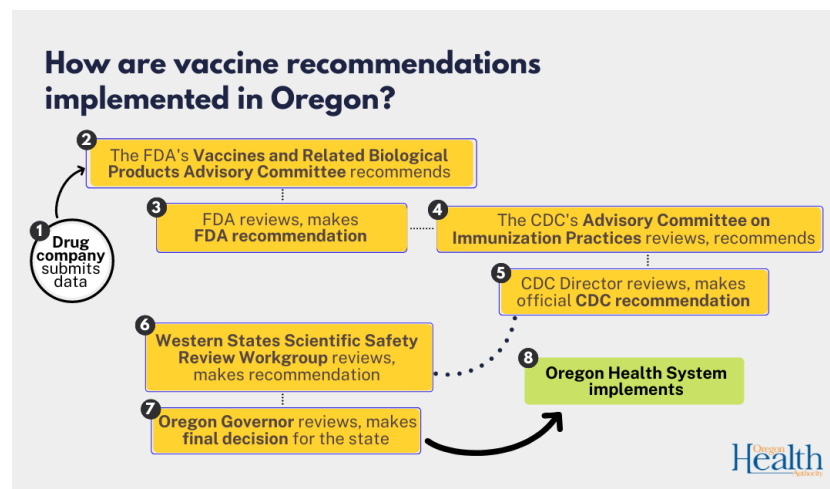 How are vaccine recommendations
implemented in Oregon?
1
Drug
company
submits
data
2
The FDA's Vaccines and Related Biological
Products Advisory Committee recommends
3
FDA reviews, makes
FDA recommendation
4
The CDC's Advisory Committee on
Immunization Practices reviews, recommends
5
CDC Director reviews, makes
official CDC recommendation
6
Western States Scientific Safety
Review Workgroup reviews,
makes recommendation
7
Oregon Governor reviews, makes
final decision for the state
8
Oregon Health System
implements
Oregon
Health
Authority